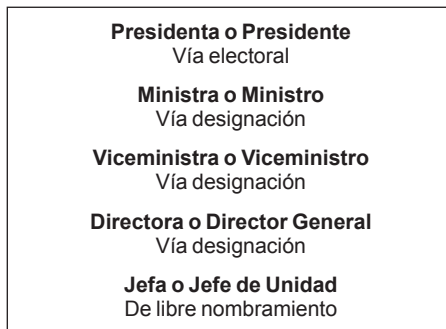 Presidenta o Presidente
Vía electoral
Ministra o Ministro
Vía designación
Viceministra o Viceministro
Vía designación
Directora o Director General
Vía designación
Jefa o Jefe de Unidad
De libre nombramiento